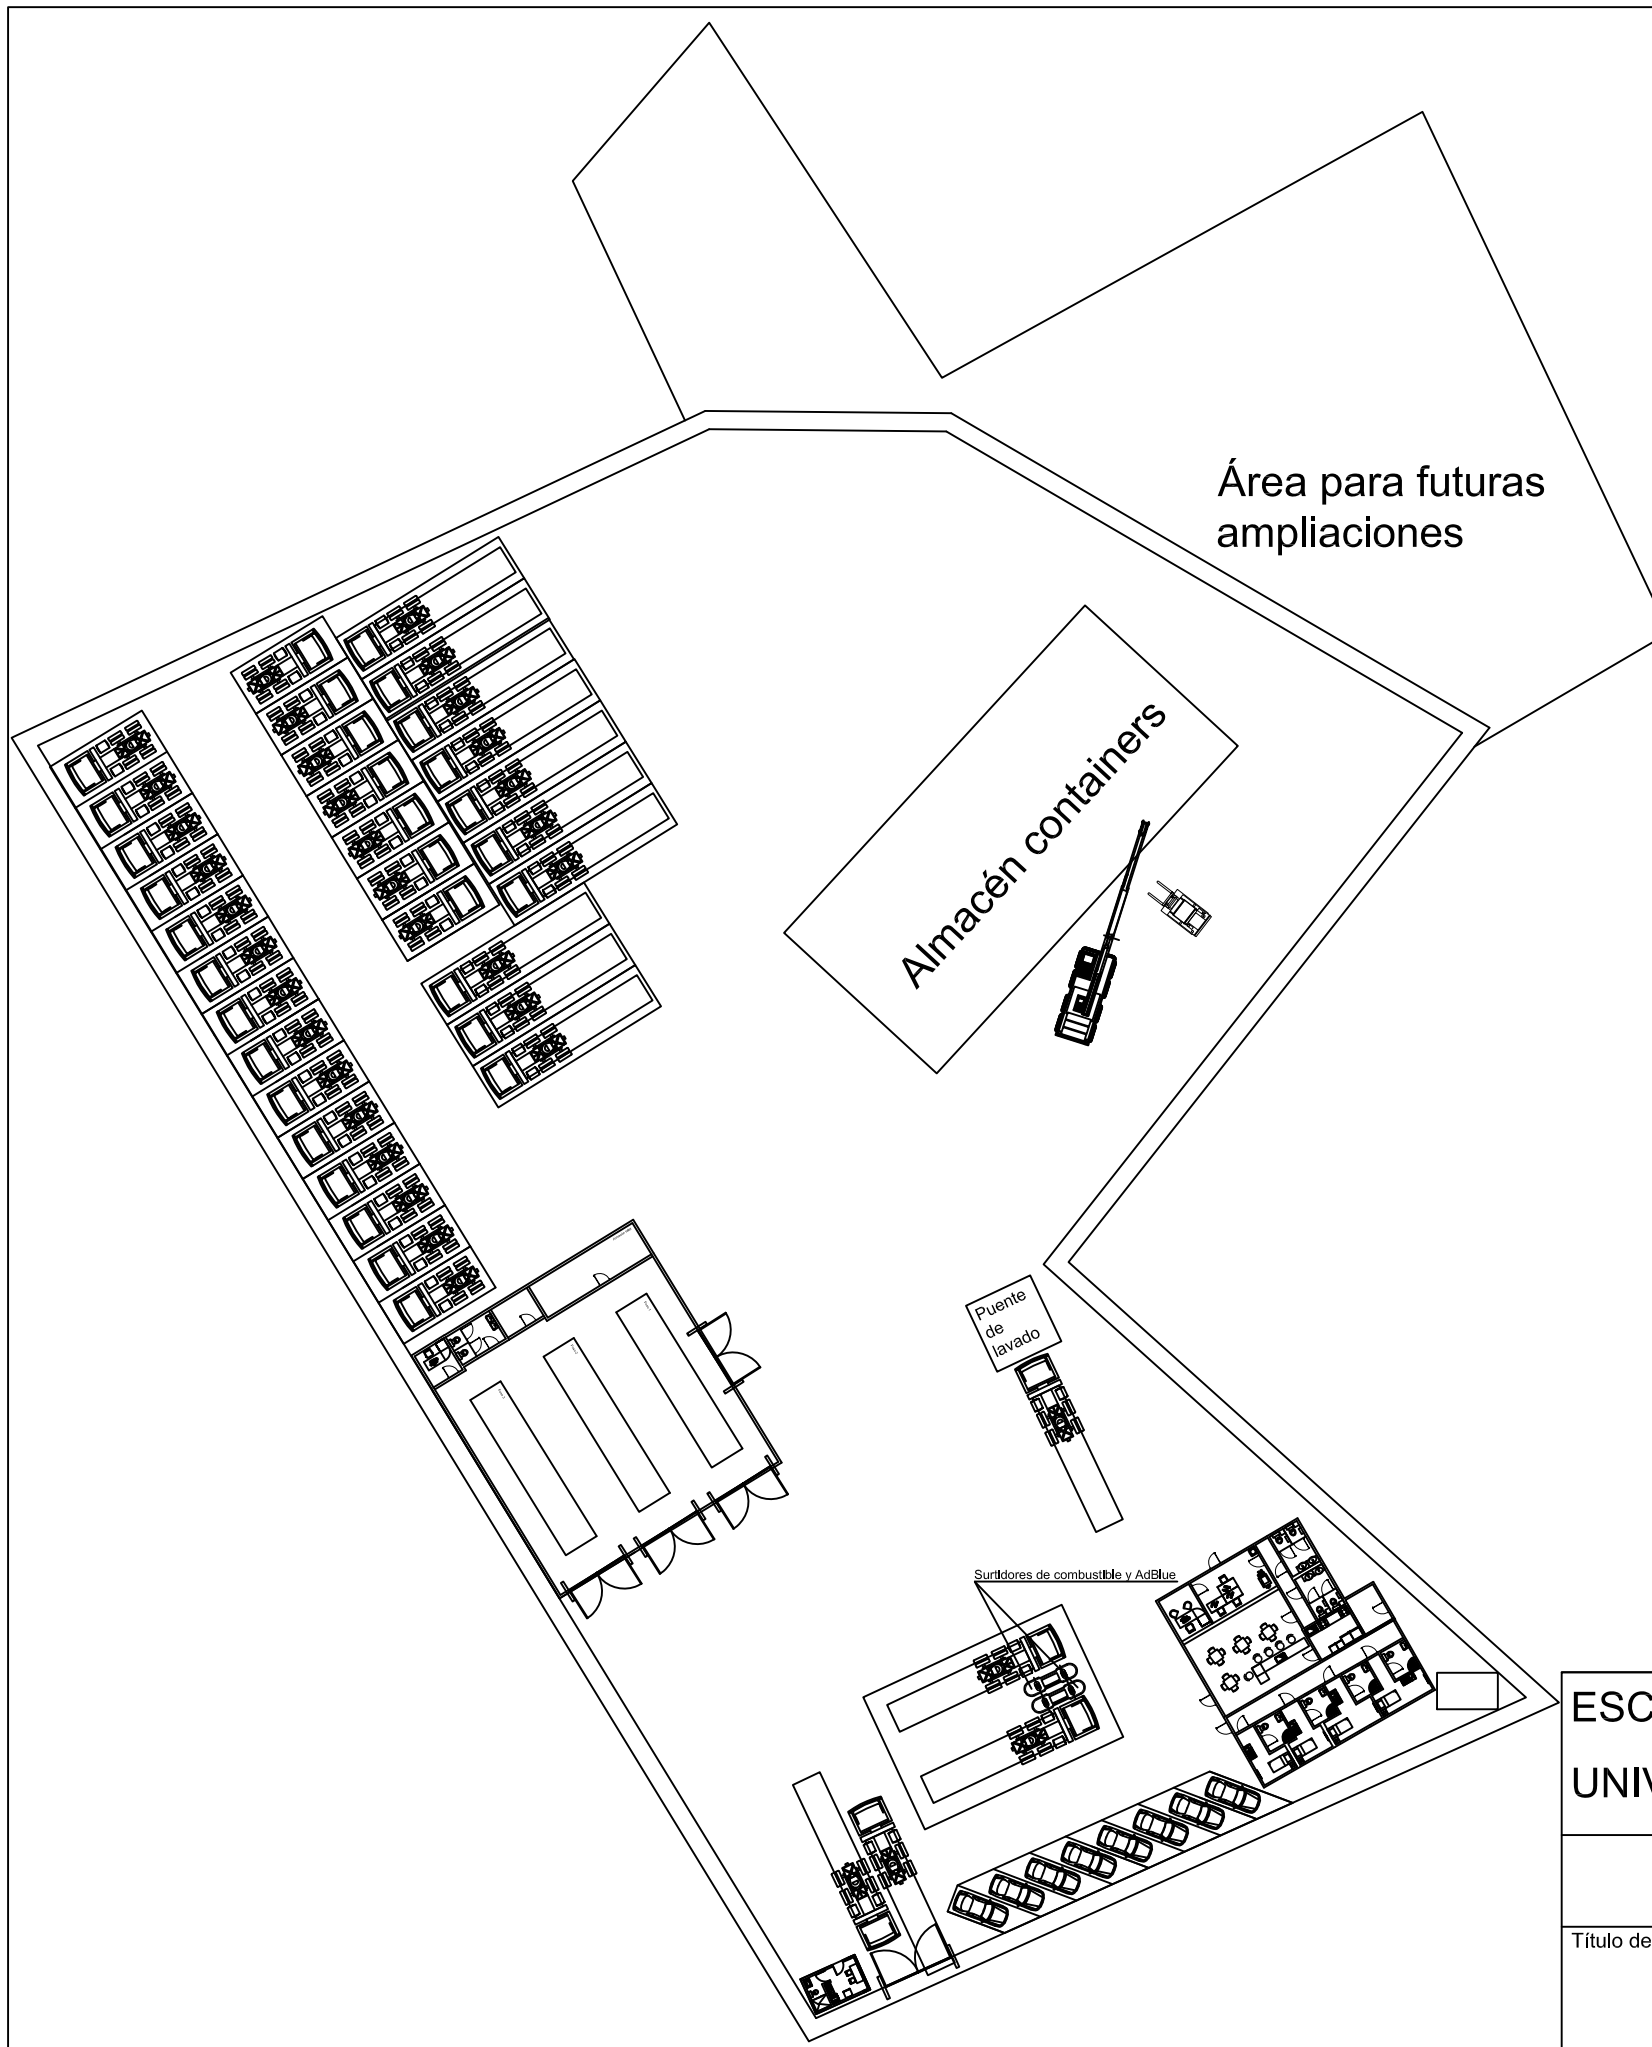 Área para futuras
ampliaciones
Almacén containers
Puente
de
lavado
Surtidores de combustible y AdBlue
ESC
UNIV
Título de